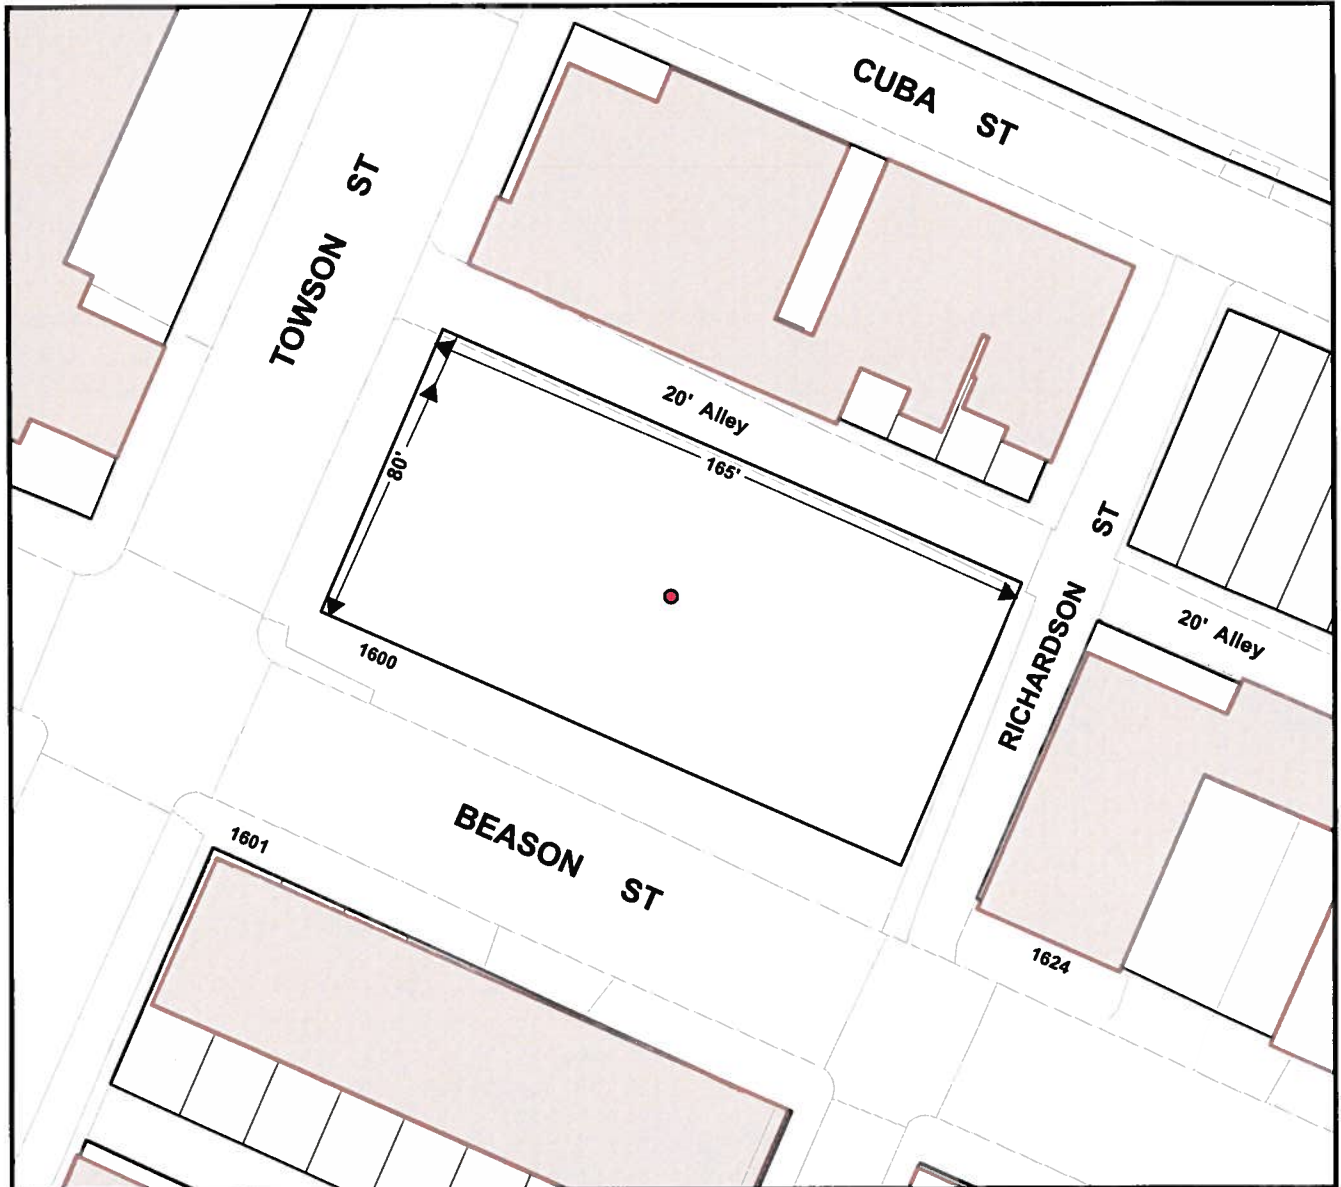 CUBA ST
TOWSON ST
20' Alley
165'
80'
ST
RICHARDSON
20' Alley
1600
BEASON ST
1601
1624